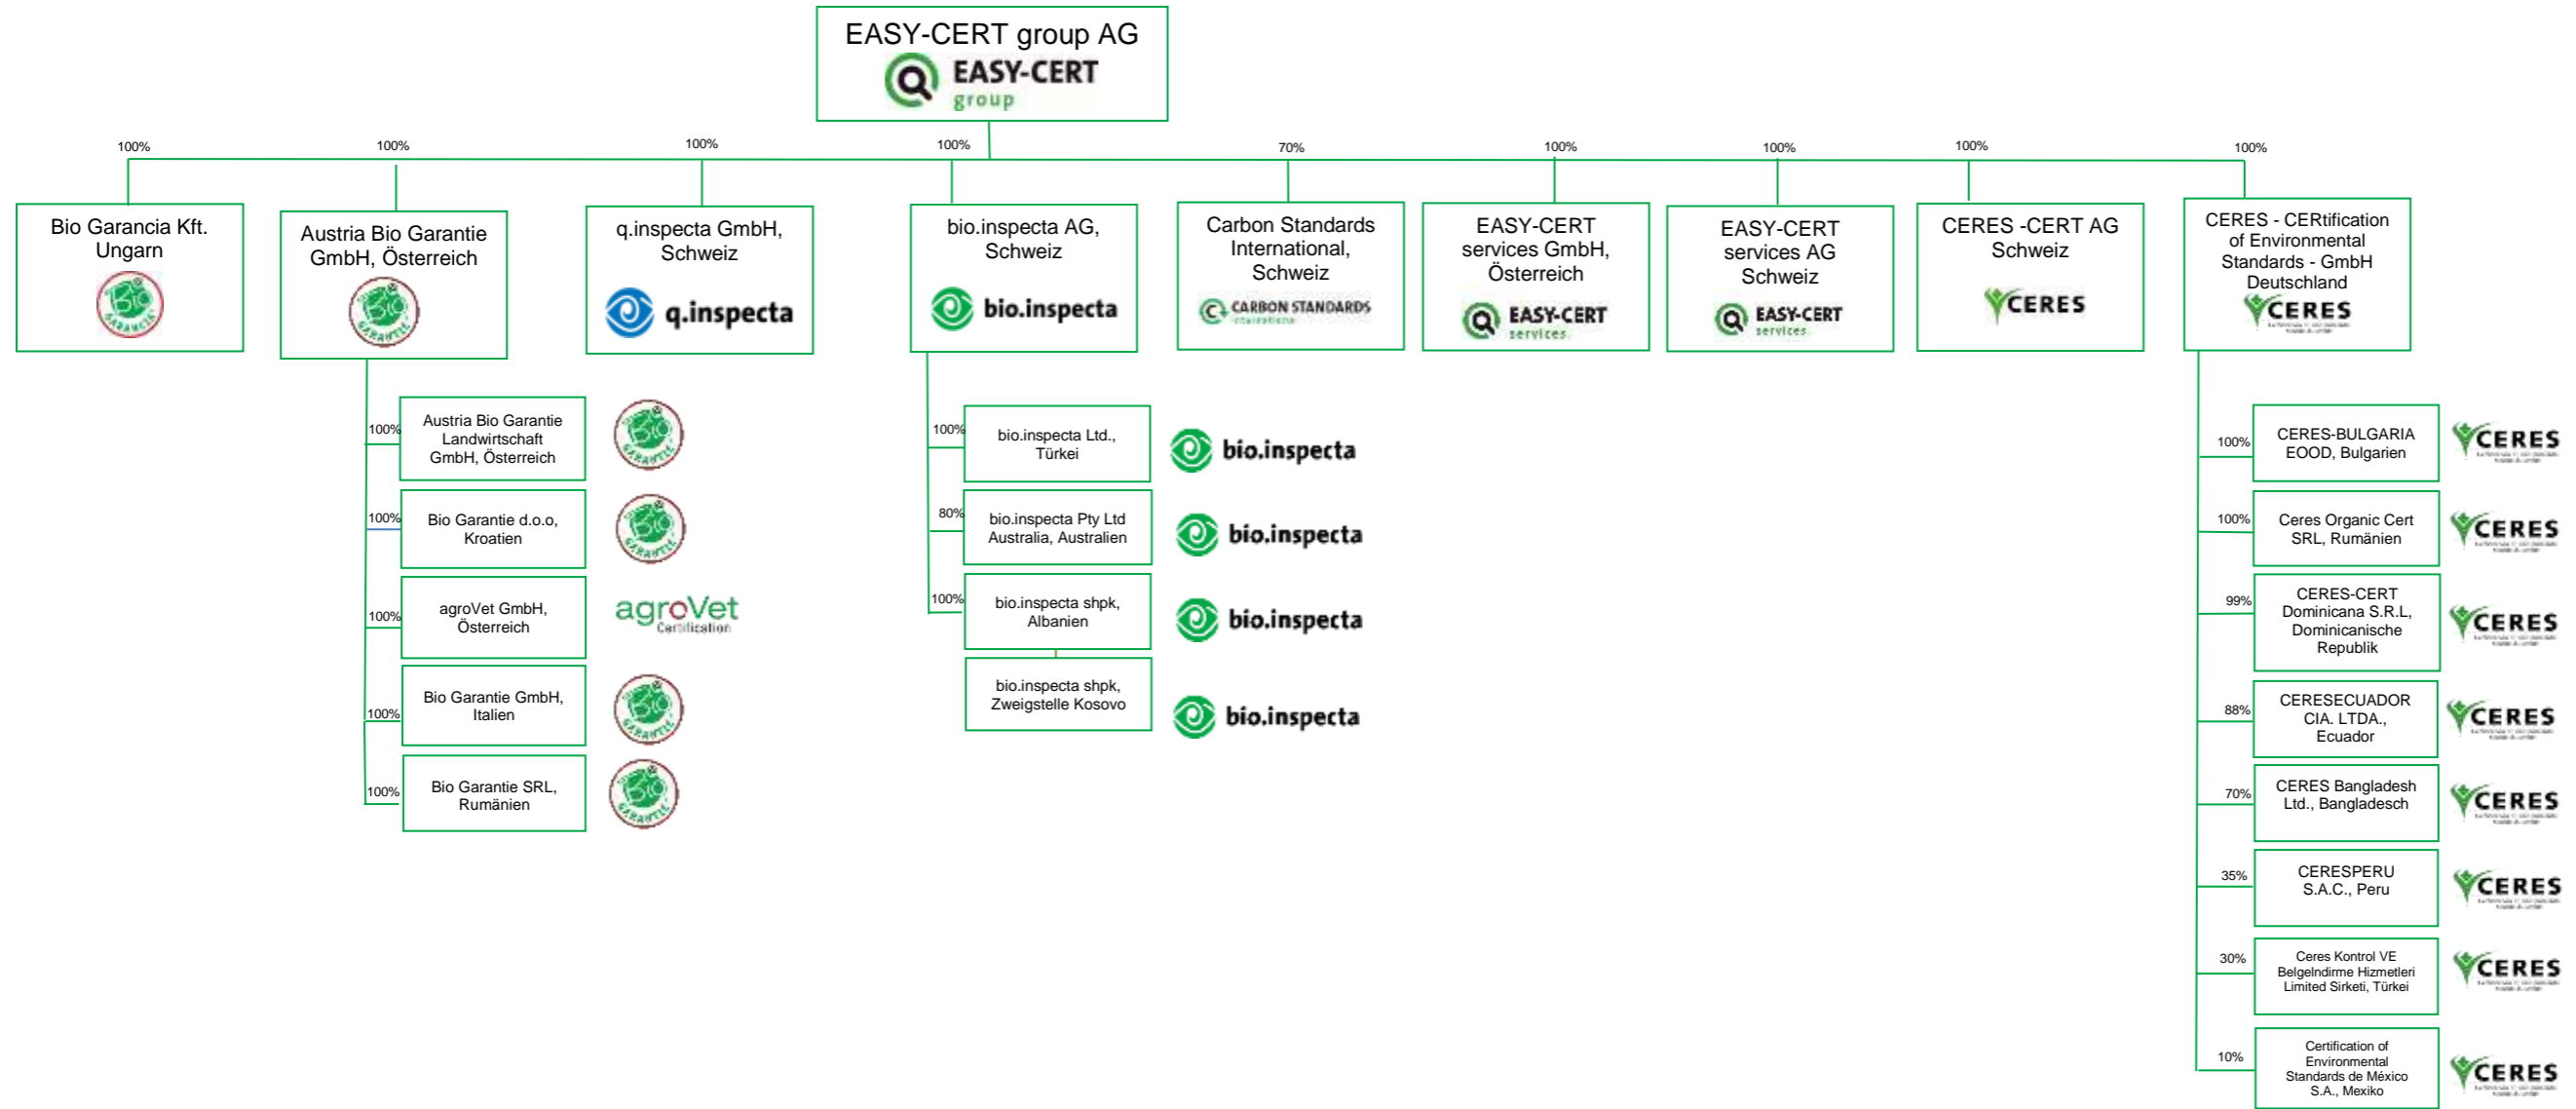 EASY-CERT group AG
EASY-CERT
group
100%
100%
100%
100%
70%
100%
100%
100%
100%
Bio Garancia Kft.
Ungarn
Austria Bio Garantie
GmbH, Österreich
q.inspecta GmbH,
Schweiz
q.inspecta
bio.inspecta AG,
Schweiz
bio.inspecta
Carbon Standards
International,
Schweiz
CARBON STANDARDS
international
EASY-CERT
services GmbH,
Österreich
EASY-CERT
services
EASY-CERT
services AG
Schweiz
EASY-CERT
services
CERES -CERT AG
Schweiz
CERES
CERES - CERtification
of Environmental
Standards - GmbH
Deutschland
CERES
100%
Austria Bio Garantie
Landwirtschaft
GmbH, Österreich
100%
Bio Garantie d.o.o,
Kroatien
100%
agroVet GmbH,
Österreich
agroVet
Certification
100%
Bio Garantie GmbH,
Italien
100%
Bio Garantie SRL,
Rumänien
100%
bio.inspecta Ltd.,
Türkei
bio.inspecta
80%
bio.inspecta Pty Ltd
Australia, Australien
bio.inspecta
100%
bio.inspecta shpk,
Albanien
bio.inspecta
bio.inspecta shpk,
Zweigstelle Kosovo
bio.inspecta
100%
CERES-BULGARIA
EOOD, Bulgarien
CERES
100%
Ceres Organic Cert
SRL, Rumänien
CERES
99%
CERES-CERT
Dominicana S.R.L,
Dominicanische
Republik
CERES
88%
CERESECUADOR
CIA. LTDA.,
Ecuador
CERES
70%
CERES Bangladesh
Ltd., Bangladesch
CERES
35%
CERESPERU
S.A.C., Peru
CERES
30%
Ceres Kontrol VE
Belgelndirme Hizmetleri
Limited Sirketi, Türkei
CERES
10%
Certification of
Environmental
Standards de México
S.A., Mexiko
CERES